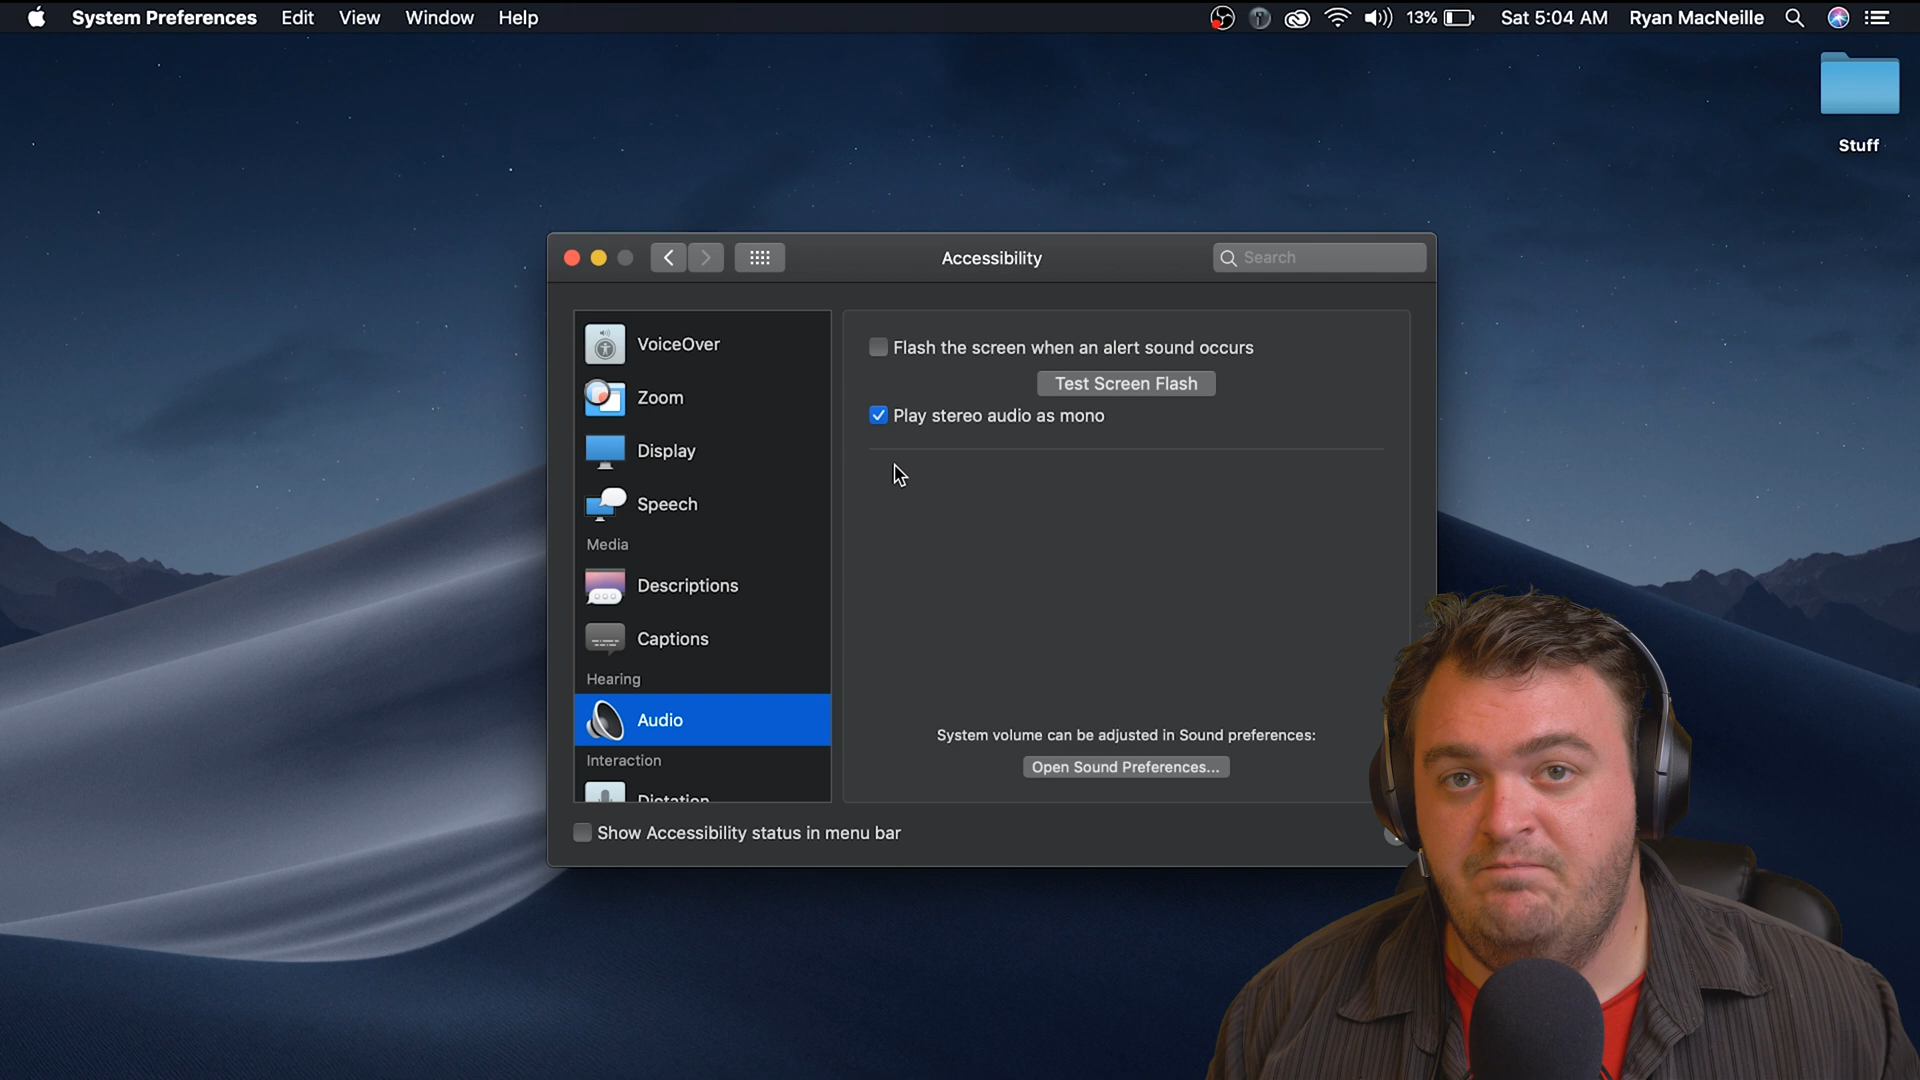 System Preferences Edit View Window Help 13% Sat 5:04 AM Ryan MacNeille
Stuff
Accessibility
Search
VoiceOver
Zoom
Display
Speech
Media
Descriptions
Captions
Hearing
Audio
Interaction
Dictation
Flash the screen when an alert sound occurs
Test Screen Flash
Play stereo audio as mono
System volume can be adjusted in Sound preferences:
Open Sound Preferences...
Show Accessibility status in menu bar